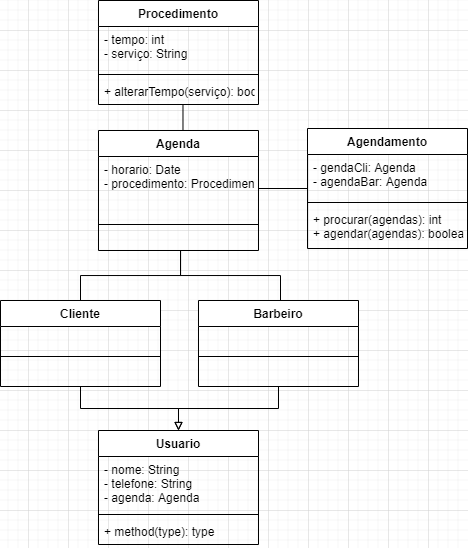 Procedimento
- tempo: int
- serviço: String
+ alterarTempo(serviço): boo
Agenda
- horario: Date
- procedimento: Procedimen
Agendamento
- gendaCli: Agenda
- agendaBar: Agenda
+ procurar(agendas): int
+ agendar(agendas): boolea
Cliente
Barbeiro
Usuario
- nome: String
- telefone: String
- agenda: Agenda
+ method(type): type